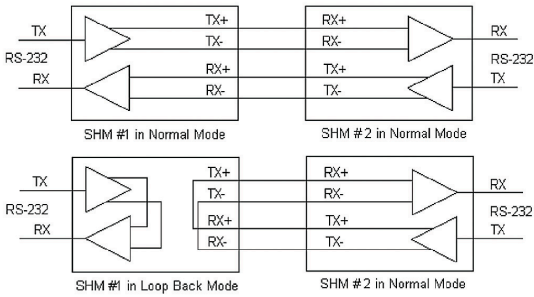 TX TX+ RX+ RX
TX- RX-
RS-232 RS-232
RX RX+ TX+ TX
RX- TX-
SHM #1 in Normal Mode SHM #2 in Normal Mode
TX TX+ RX+ RX
TX- RX-
RS-232 RS-232
RX RX+ TX+ TX
RX- TX-
SHM #1 in Loop Back Mode SHM #2 in Normal Mode